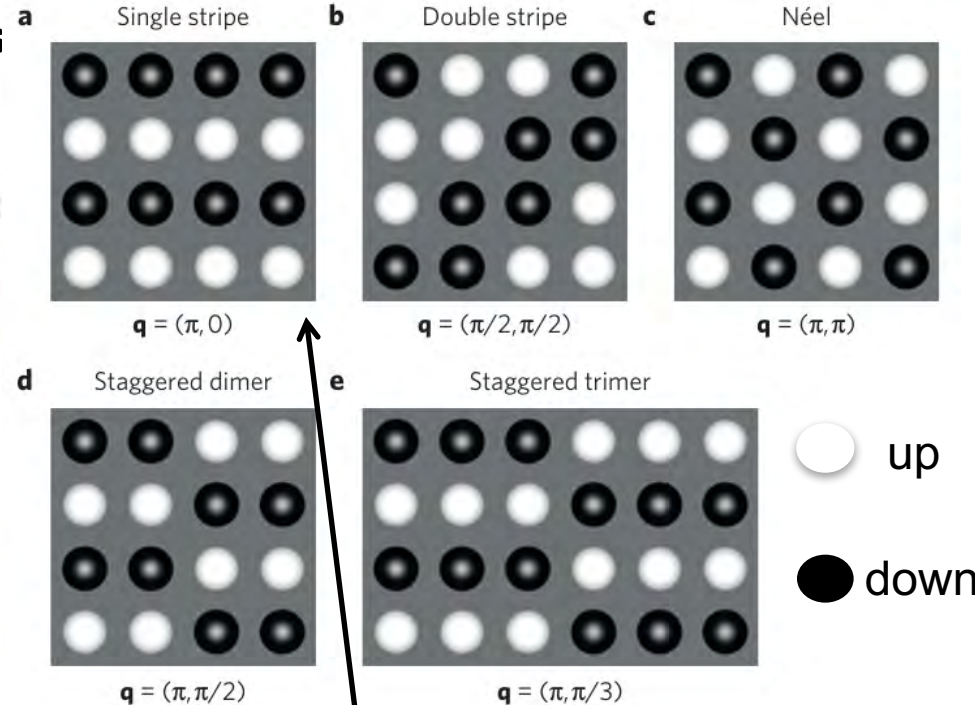 a Single stripe
b Double stripe
c Néel
q = (π, 0)
q = (π/2, π/2)
q = (π, π)
d Staggered dimer
e Staggered trimer
up
down
q = (π, π/2)
q = (π, π/3)